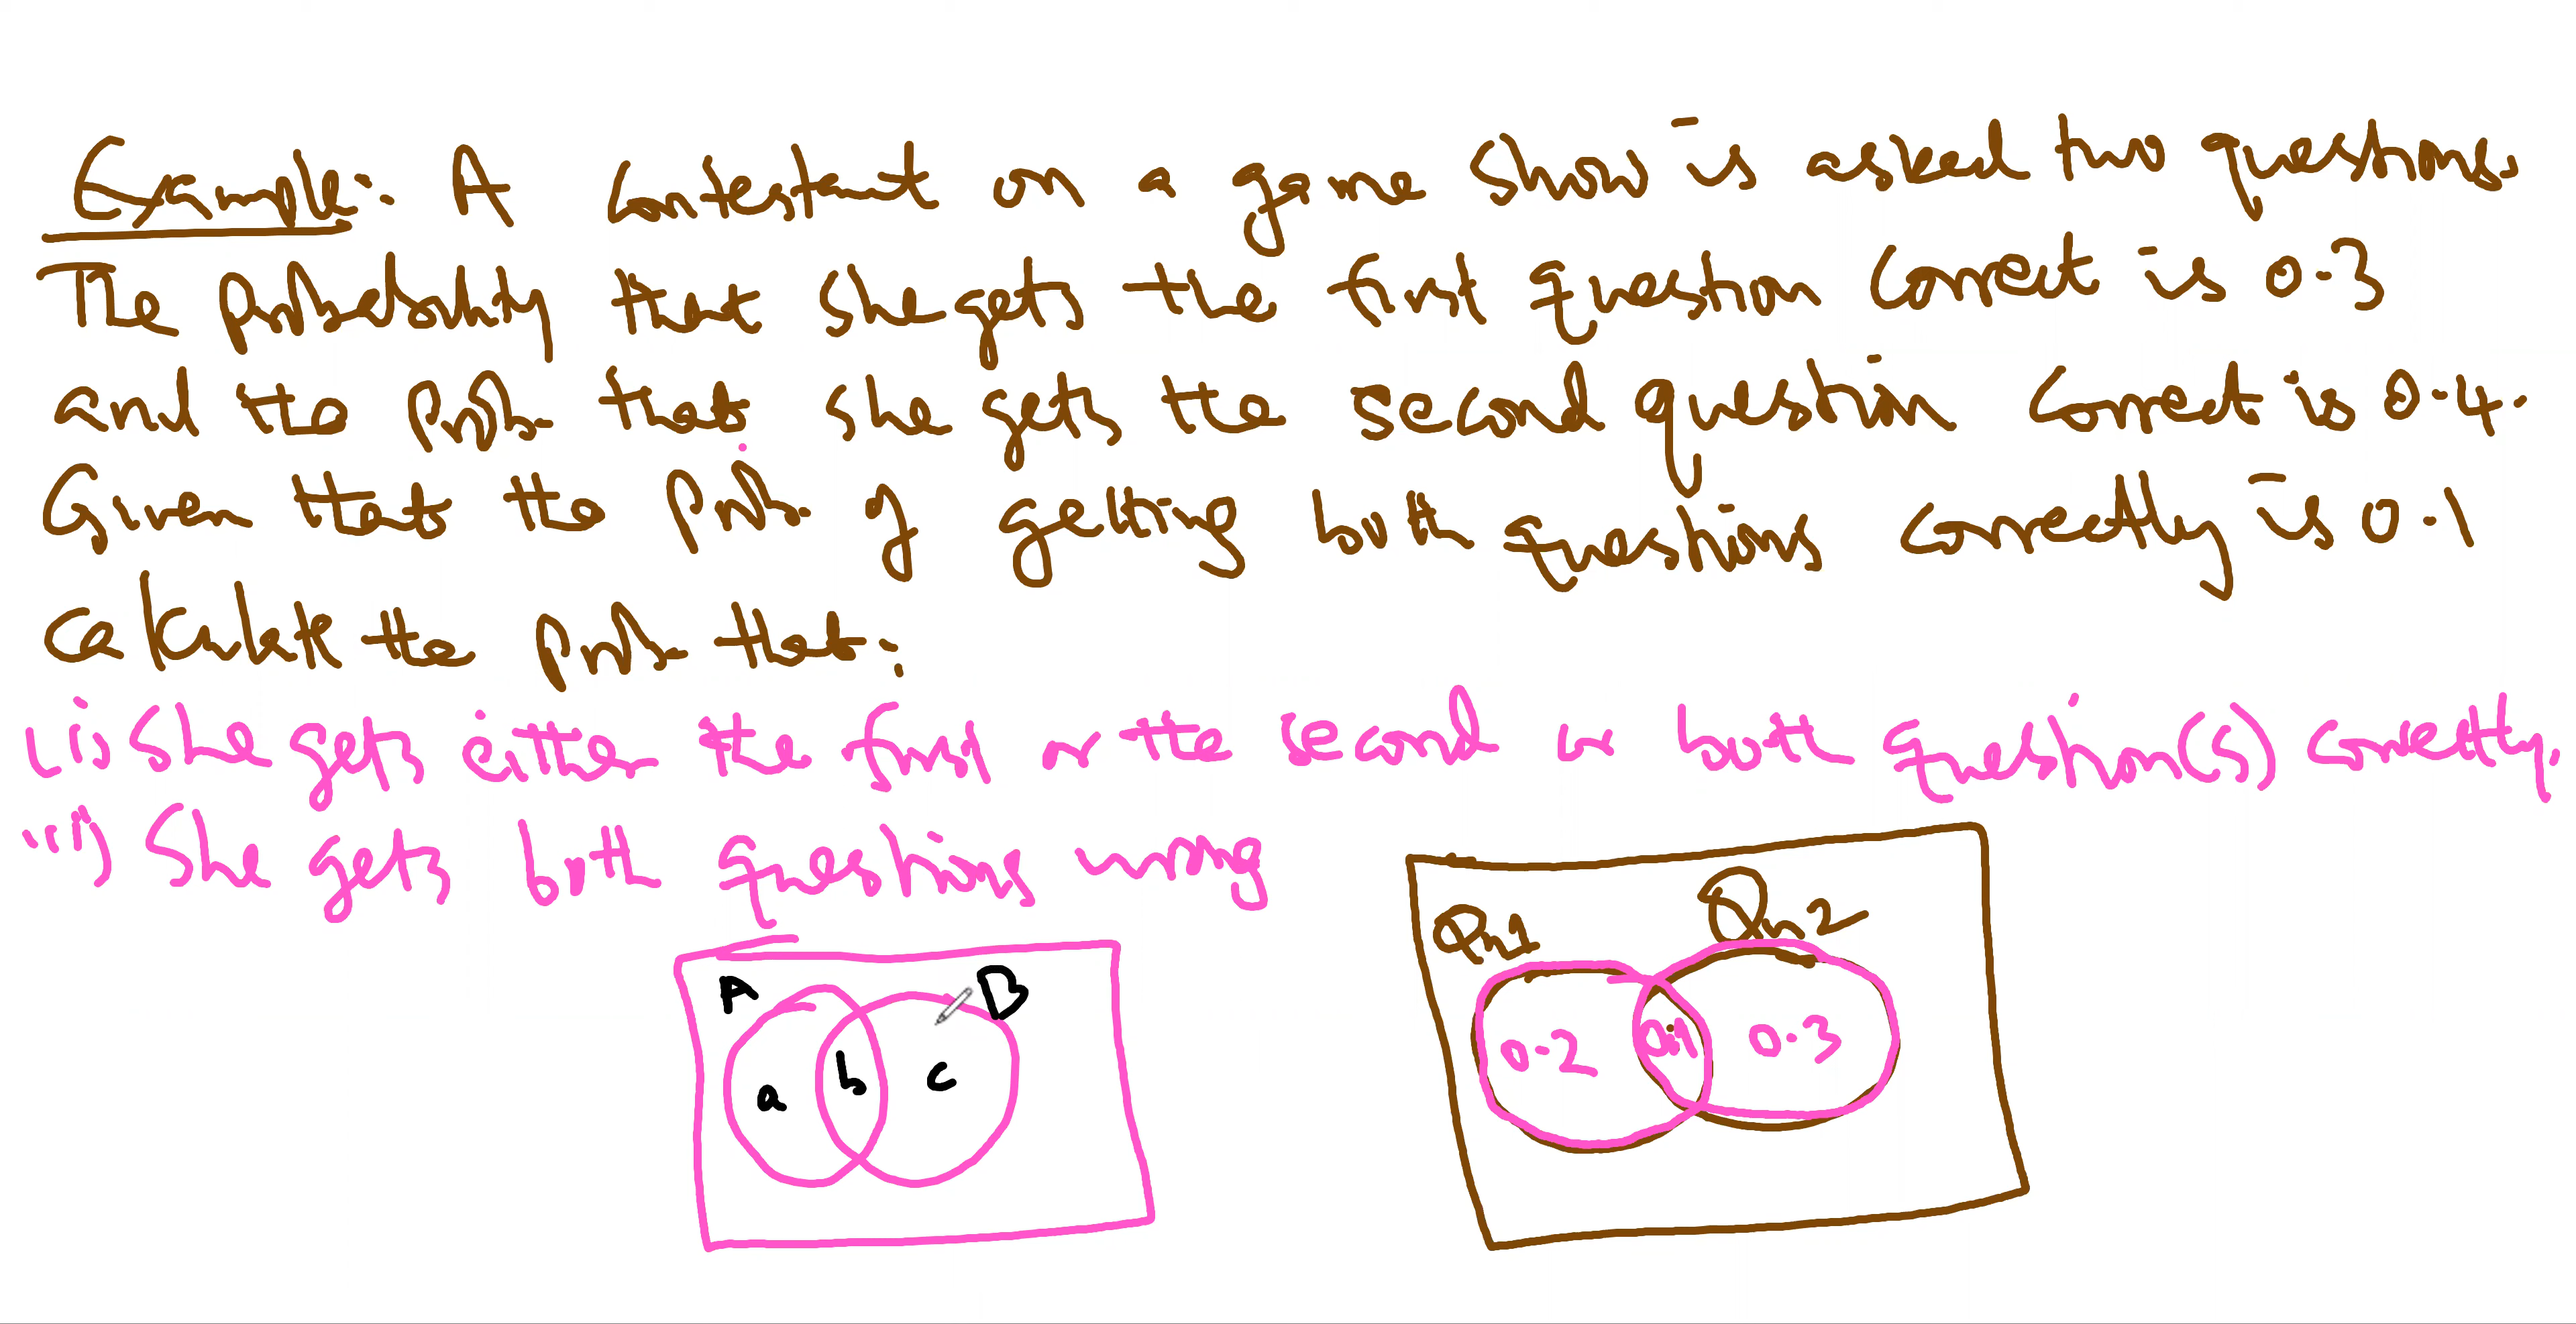 Example: A contestant on a game show is asked two questions.
The probability that she gets the first question correct is 0.3
and the prob. that she gets the second question correct is 0.4.
Given that the prob. of getting both questions correctly is 0.1
calculate the prob. that:
(i) She gets either the first or the second or both question(s) correctly.
(ii) She gets both questions wrong
Qn1 Qn2
A B
0.2 0.1 0.3
a b c